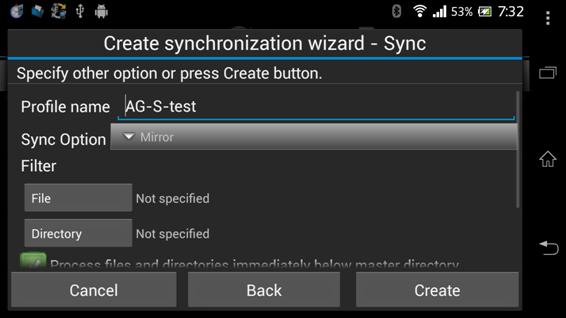 53% 7:32
Create synchronization wizard - Sync
Specify other option or press Create button.
Profile name AG-S-test
Sync Option Mirror
Filter
File Not specified
Directory Not specified
Process files and directories immediately below master directory
Cancel Back Create